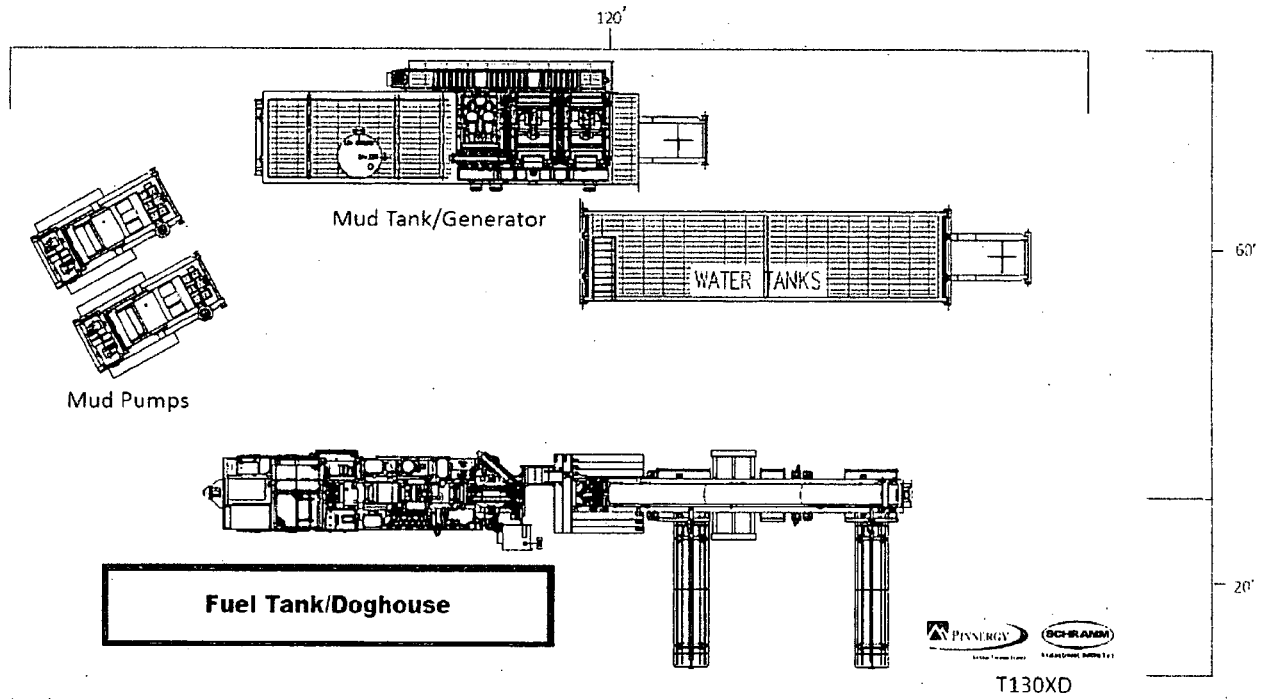 120'
Mud Tank/Generator
60'
WATER TANKS
Mud Pumps
Fuel Tank/Doghouse
20'
PINNERGY
SCHRAMM
T130XD